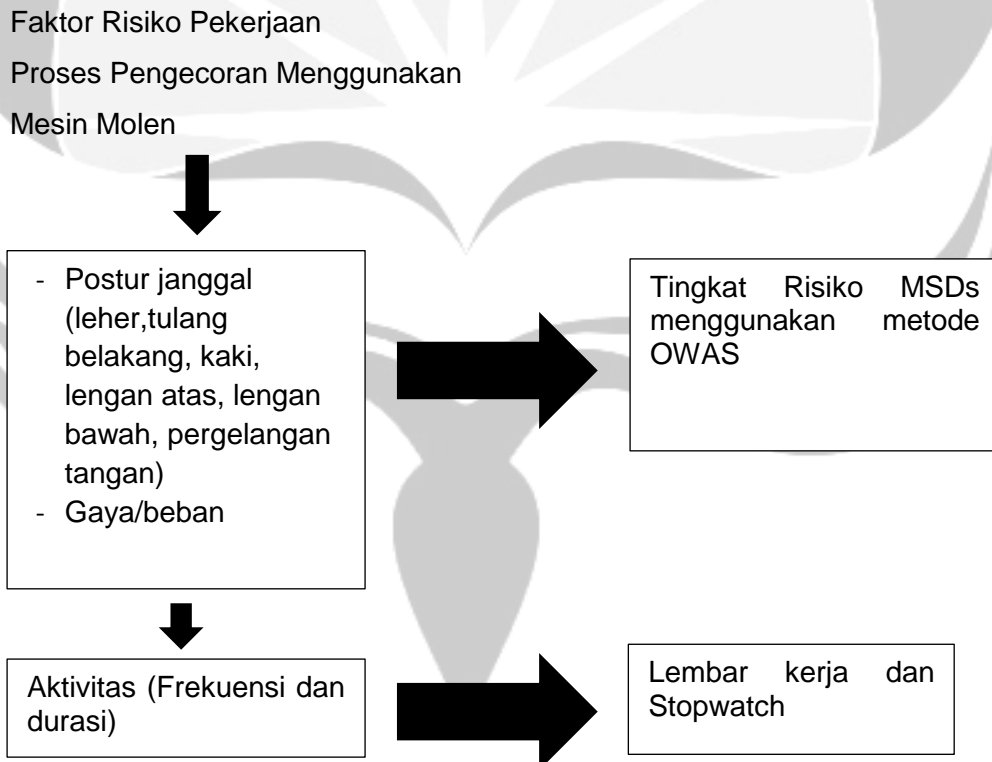 Faktor Risiko Pekerjaan
Proses Pengecoran Menggunakan
Mesin Molen
- Postur janggal
(leher,tulang
belakang, kaki,
lengan atas, lengan
bawah, pergelangan
tangan)
- Gaya/beban
Tingkat Risiko MSDs
menggunakan metode
OWAS
Aktivitas (Frekuensi dan
durasi)
Lembar kerja dan
Stopwatch